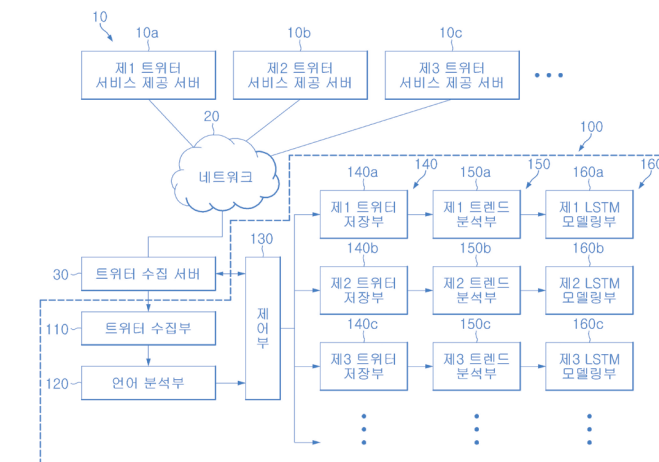 10
10a
10b
10c
제1 트위터
서비스 제공 서버
제2 트위터
서비스 제공 서버
제3 트위터
서비스 제공 서버
20
네트워크
100
140a
140
150a
150
160a
160
제1 트위터
저장부
제1 트렌드
분석부
제1 LSTM
모델링부
130
제어부
30
트위터 수집 서버
140b
150b
160b
제2 트위터
저장부
제2 트렌드
분석부
제2 LSTM
모델링부
110
트위터 수집부
140c
150c
160c
제3 트위터
저장부
제3 트렌드
분석부
제3 LSTM
모델링부
120
언어 분석부